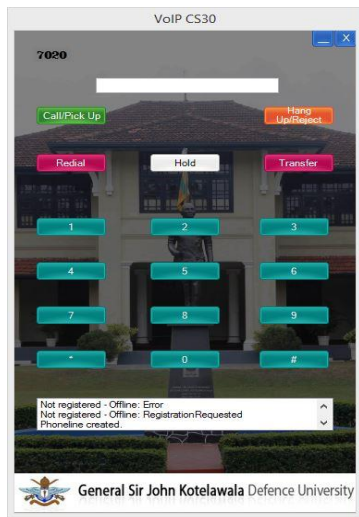 VoIP CS30
_ X
7020
Call/Pick Up
Hang
Up/Reject
Redial Hold Transfer
1 2 3
4 5 6
7 8 9
* 0 #
Not registered - Offline: Error
Not registered - Offline: RegistrationRequested
Phoneline created.
General Sir John Kotelawala Defence University